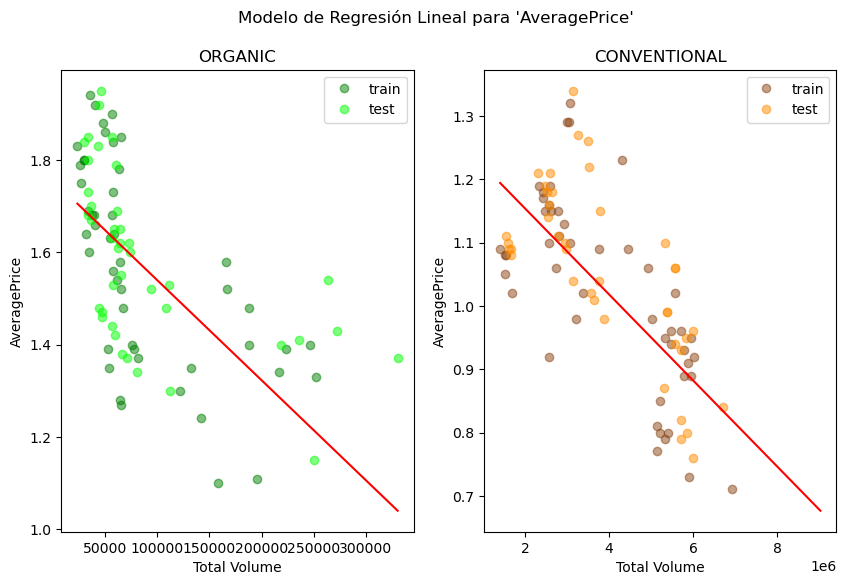 Modelo de Regresión Lineal para 'AveragePrice'
ORGANIC
train
test
AveragePrice
1.8
1.6
1.4
1.2
1.0
50000 100000 150000 200000 250000 300000
Total Volume
CONVENTIONAL
train
test
AveragePrice
1.3
1.2
1.1
1.0
0.9
0.8
0.7
2 4 6 8
1e6
Total Volume